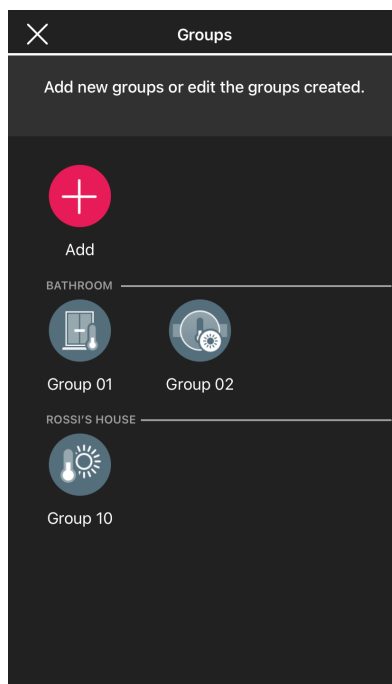 Groups
Add new groups or edit the groups created.
Add
BATHROOM
Group 01 Group 02
ROSSI'S HOUSE
Group 10